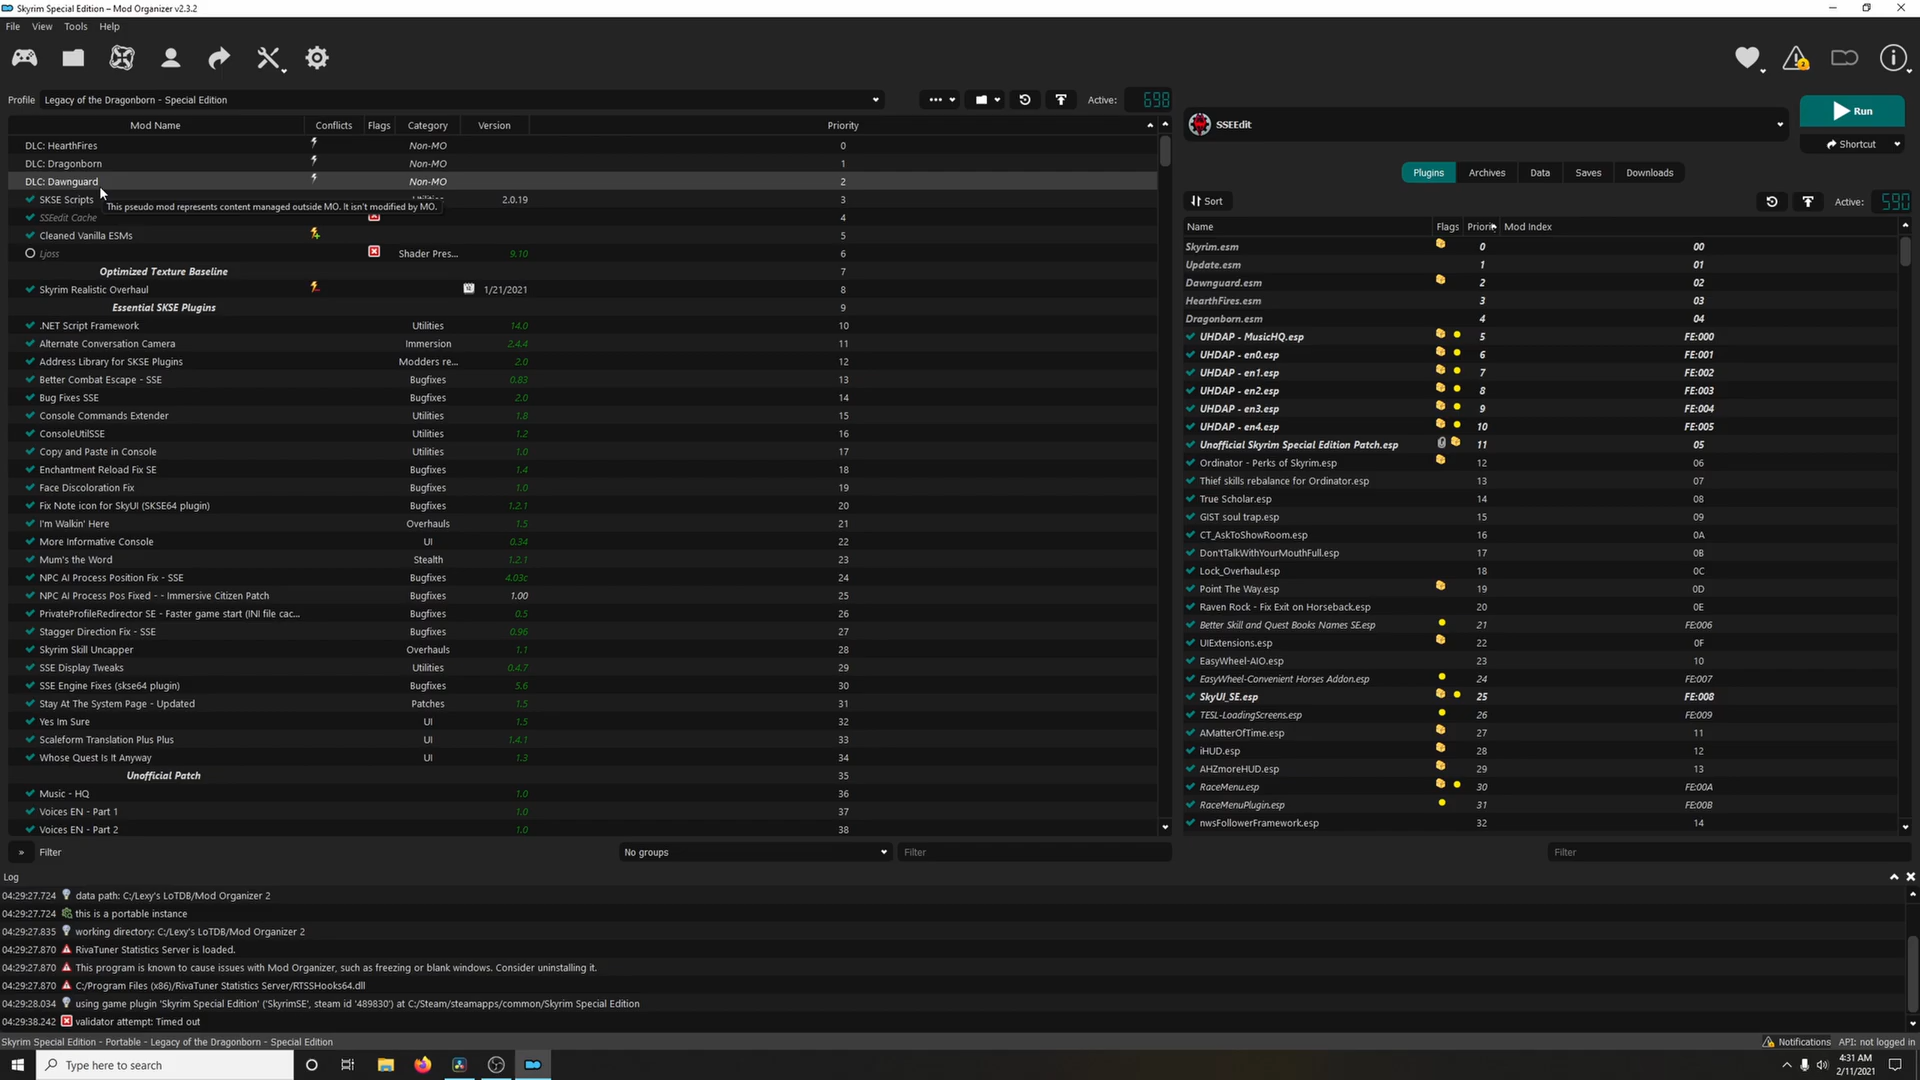 Skyrim Special Edition – Mod Organizer v2.3.2
File View Tools Help
Profile Legacy of the Dragonborn - Special Edition Active: 698
Mod Name Conflicts Flags Category Version Priority
DLC: HearthFires Non-MO 0
DLC: Dragonborn Non-MO 1
DLC: Dawnguard Non-MO 2
SKSE Scripts 2.0.19 3
This pseudo mod represents content managed outside MO. It isn't modified by MO.
SSEedit Cache 4
Cleaned Vanilla ESMs 5
Ljoss Shader Pres... 9.10 6
Optimized Texture Baseline 7
Skyrim Realistic Overhaul 1/21/2021 8
Essential SKSE Plugins 9
.NET Script Framework Utilities 14.0 10
Alternate Conversation Camera Immersion 2.4.4 11
Address Library for SKSE Plugins Modders re... 2.0 12
Better Combat Escape - SSE Bugfixes 0.83 13
Bug Fixes SSE Bugfixes 2.0 14
Console Commands Extender Utilities 1.8 15
ConsoleUtilSSE Utilities 1.2 16
Copy and Paste in Console Utilities 1.0 17
Enchantment Reload Fix SE Bugfixes 1.4 18
Face Discoloration Fix Bugfixes 1.0 19
Fix Note icon for SkyUI (SKSE64 plugin) Bugfixes 1.2.1 20
I'm Walkin' Here Overhauls 1.5 21
More Informative Console UI 0.34 22
Mum's the Word Stealth 1.2.1 23
NPC AI Process Position Fix - SSE Bugfixes 4.03c 24
NPC AI Process Pos Fixed - - Immersive Citizen Patch Bugfixes 1.00 25
PrivateProfileRedirector SE - Faster game start (INI file cac... Bugfixes 0.5 26
Stagger Direction Fix - SSE Bugfixes 0.96 27
Skyrim Skill Uncapper Overhauls 1.1 28
SSE Display Tweaks Utilities 0.4.7 29
SSE Engine Fixes (skse64 plugin) Bugfixes 5.6 30
Stay At The System Page - Updated Patches 1.5 31
Yes Im Sure UI 1.5 32
Scaleform Translation Plus Plus UI 1.4.1 33
Whose Quest Is It Anyway UI 1.3 34
Unofficial Patch 35
Music - HQ 1.0 36
Voices EN - Part 1 1.0 37
Voices EN - Part 2 1.0 38
» Filter No groups Filter
SSEEdit Run
Shortcut
Plugins Archives Data Saves Downloads
Sort Active: 590
Name Flags Priority Mod Index
Skyrim.esm 0 00
Update.esm 1 01
Dawnguard.esm 2 02
HearthFires.esm 3 03
Dragonborn.esm 4 04
UHDAP - MusicHQ.esp 5 FE:000
UHDAP - en0.esp 6 FE:001
UHDAP - en1.esp 7 FE:002
UHDAP - en2.esp 8 FE:003
UHDAP - en3.esp 9 FE:004
UHDAP - en4.esp 10 FE:005
Unofficial Skyrim Special Edition Patch.esp 11 05
Ordinator - Perks of Skyrim.esp 12 06
Thief skills rebalance for Ordinator.esp 13 07
True Scholar.esp 14 08
GIST soul trap.esp 15 09
CT_AskToShowRoom.esp 16 0A
Don'tTalkWithYourMouthFull.esp 17 0B
Lock_Overhaul.esp 18 0C
Point The Way.esp 19 0D
Raven Rock - Fix Exit on Horseback.esp 20 0E
Better Skill and Quest Books Names SE.esp 21 FE:006
UIExtensions.esp 22 0F
EasyWheel-AIO.esp 23 10
EasyWheel-Convenient Horses Addon.esp 24 FE:007
SkyUI_SE.esp 25 FE:008
TESL-LoadingScreens.esp 26 FE:009
AMatterOfTime.esp 27 11
iHUD.esp 28 12
AHZmoreHUD.esp 29 13
RaceMenu.esp 30 FE:00A
RaceMenuPlugin.esp 31 FE:00B
nwsFollowerFramework.esp 32 14
Filter
Log
04:29:27.724 data path: C:/Lexy's LoTDB/Mod Organizer 2
04:29:27.724 this is a portable instance
04:29:27.835 working directory: C:/Lexy's LoTDB/Mod Organizer 2
04:29:27.870 RivaTuner Statistics Server is loaded.
04:29:27.870 This program is known to cause issues with Mod Organizer, such as freezing or blank windows. Consider uninstalling it.
04:29:27.870 C:/Program Files (x86)/RivaTuner Statistics Server/RTSSHooks64.dll
04:29:28.034 using game plugin 'Skyrim Special Edition' ('SkyrimSE', steam id '489830') at C:/Steam/steamapps/common/Skyrim Special Edition
04:29:38.242 validator attempt: Timed out
Skyrim Special Edition – Portable - Legacy of the Dragonborn - Special Edition Notifications API: not logged in
Type here to search
4:31 AM
2/11/2021